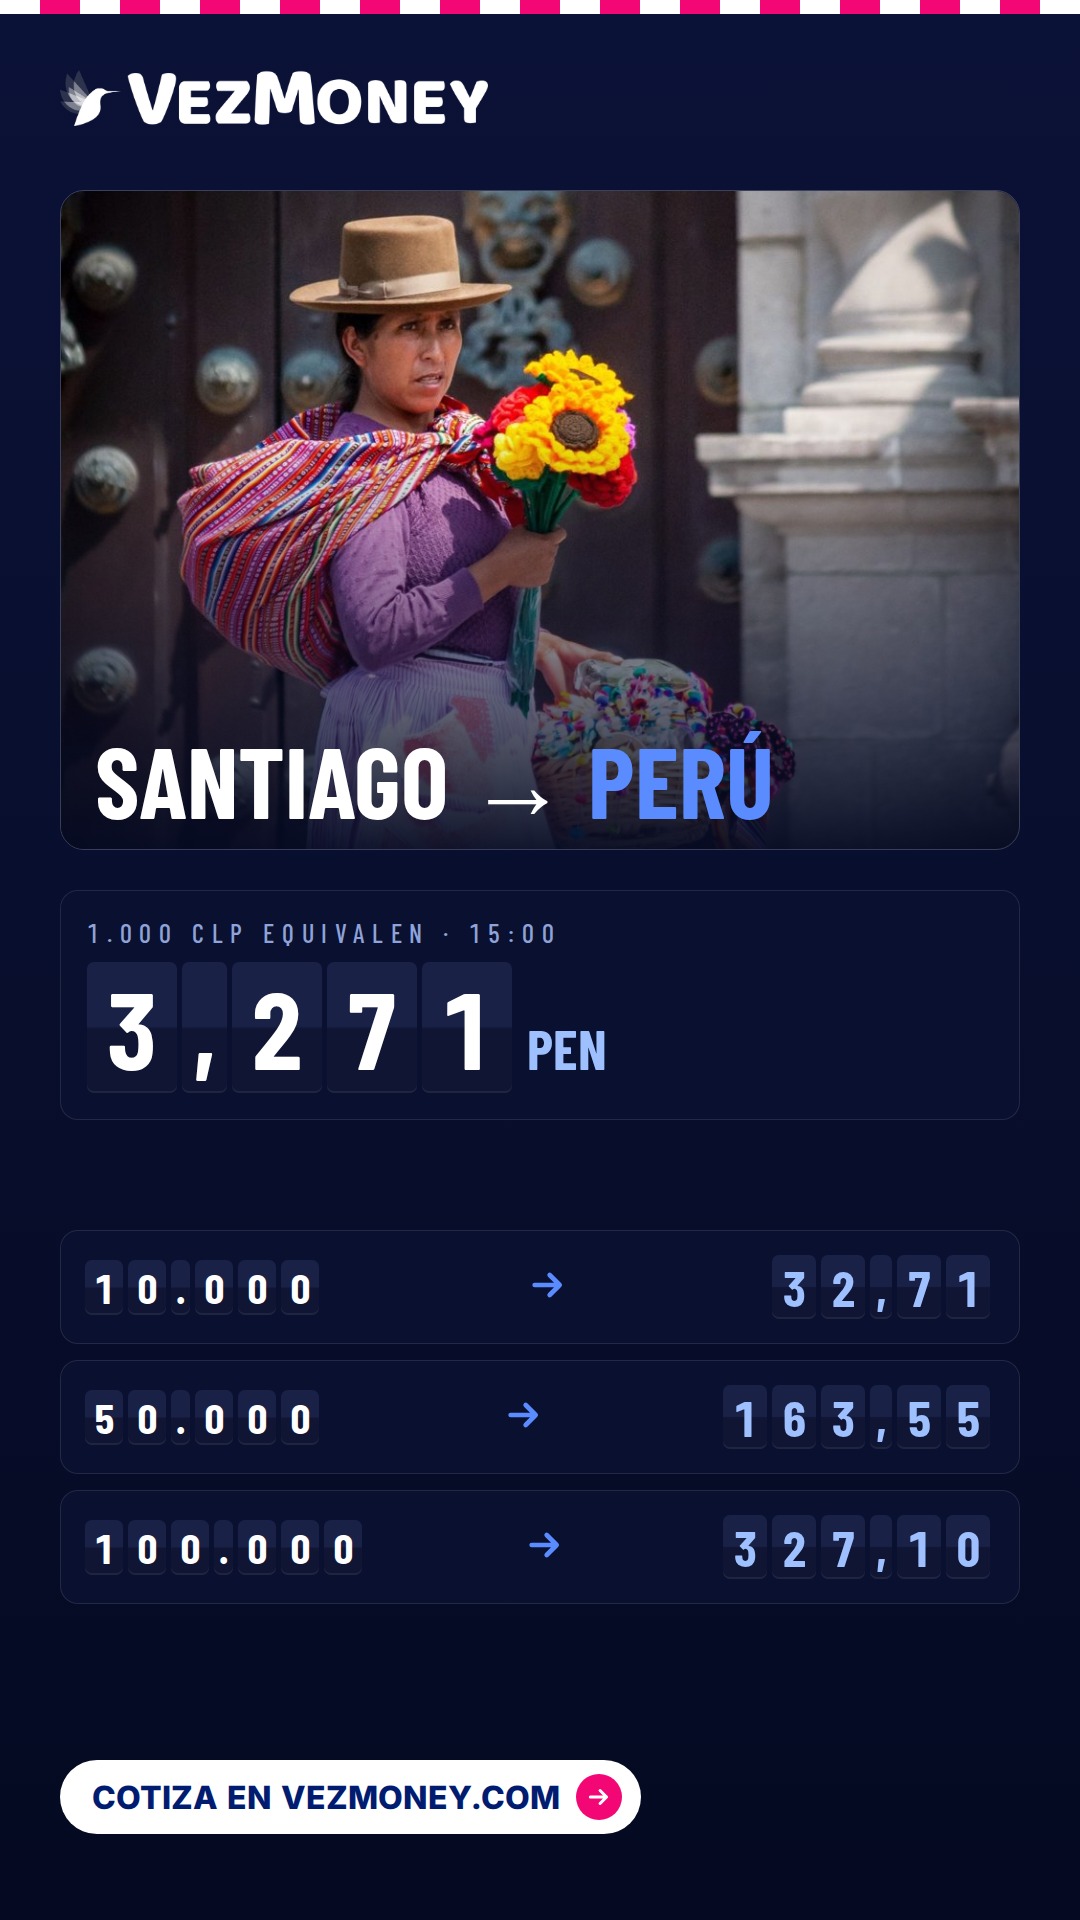 VEZMONEY
SANTIAGO → PERÚ
1.000 CLP EQUIVALEN · 15:00
3,271 PEN
10.000 → 32,71
50.000 → 163,55
100.000 → 327,10
COTIZA EN VEZMONEY.COM →